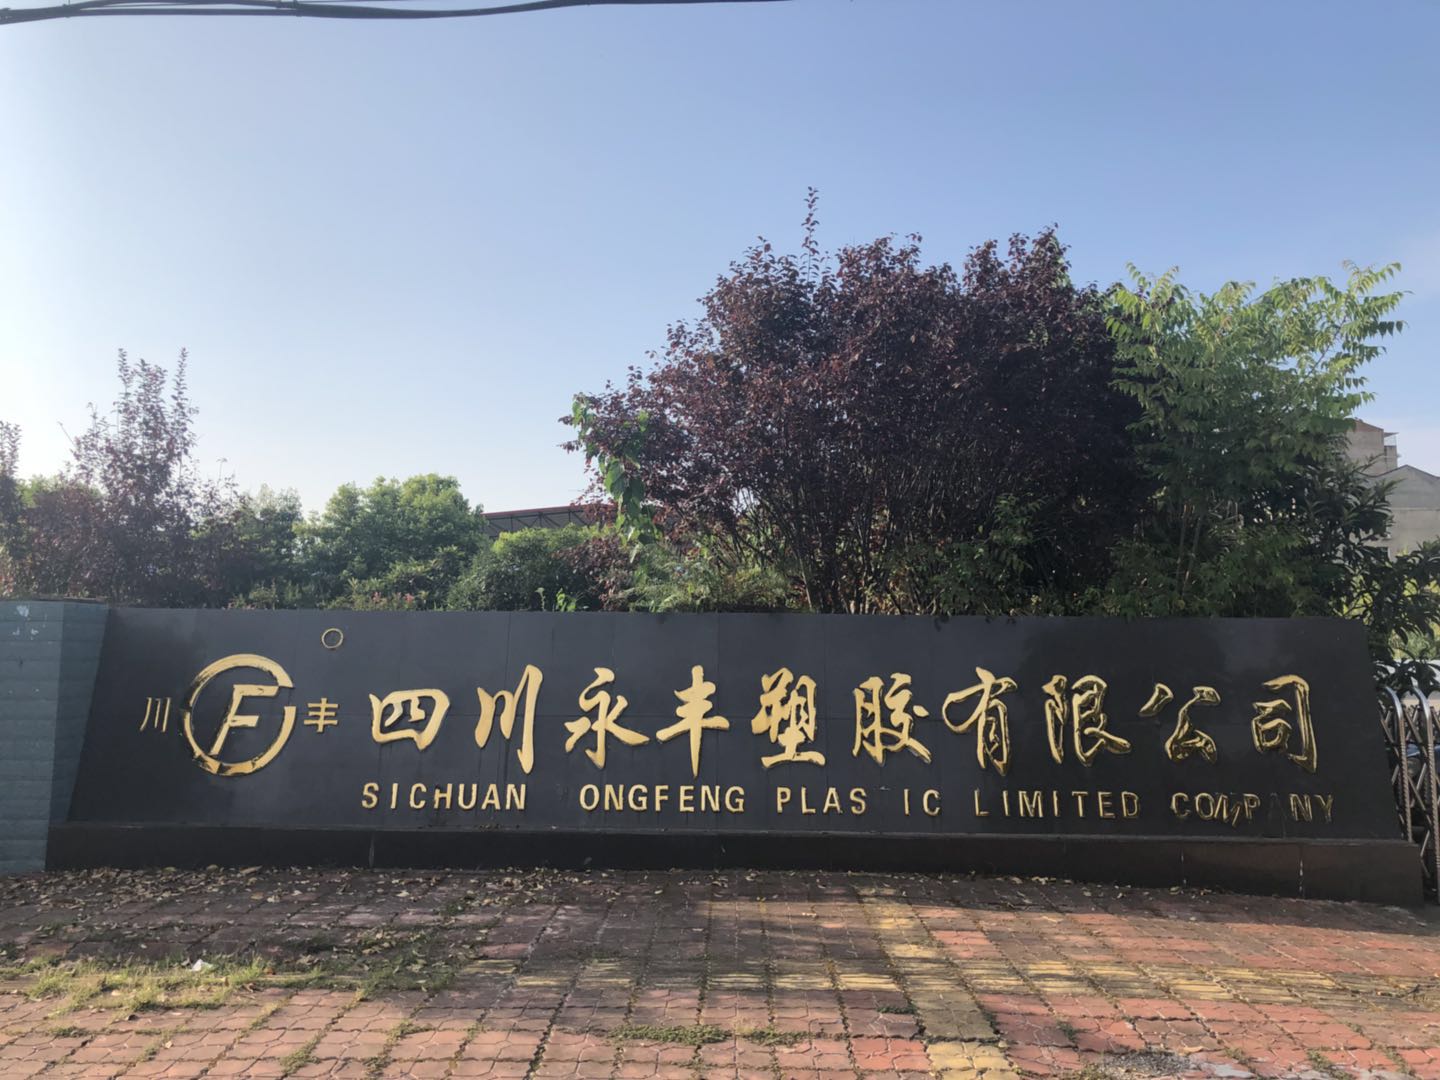 川 F 丰 四川永丰塑胶有限公司
SICHUAN ONGFENG PLAS IC LIMITED COMPANY